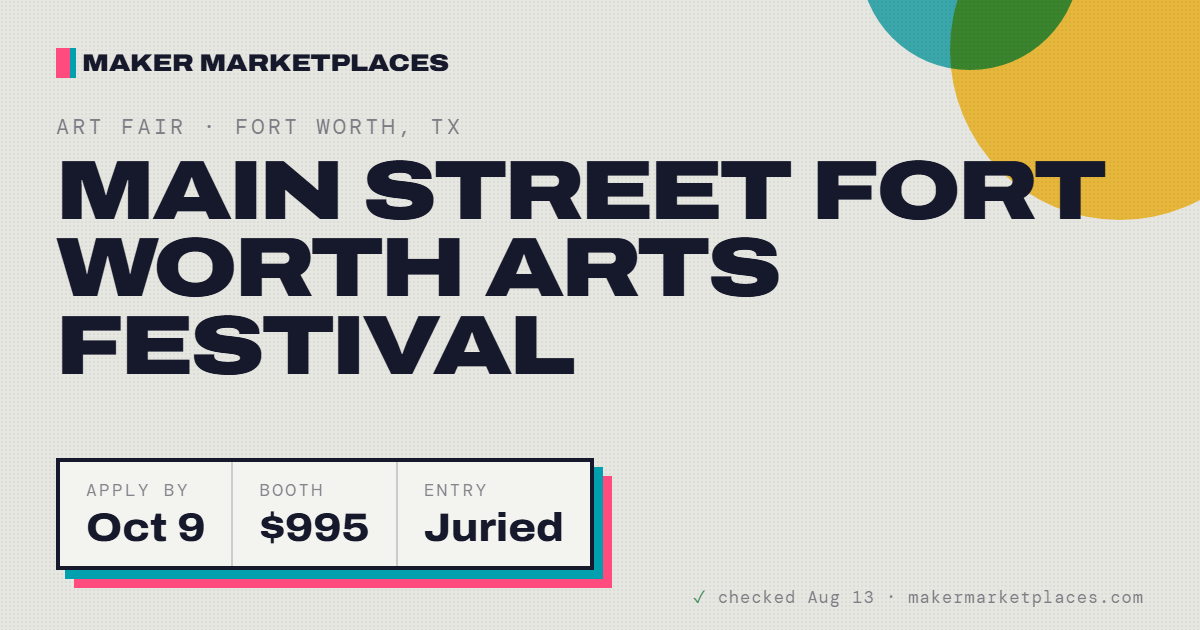 MAKER MARKETPLACES
ART FAIR · FORT WORTH, TX
MAIN STREET FORT
WORTH ARTS
FESTIVAL
APPLY BY
Oct 9
BOOTH
$995
ENTRY
Juried
✓ checked Aug 13 · makermarketplaces.com